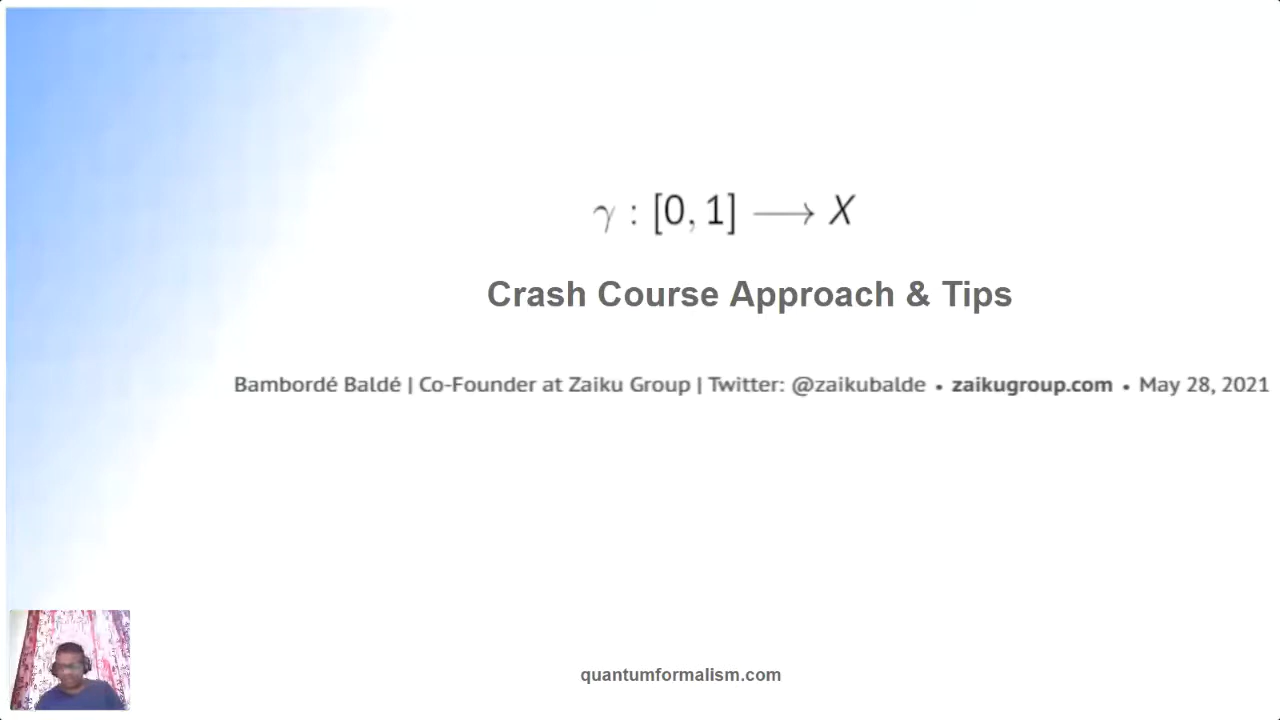 γ : [0, 1] ⟶ X
Crash Course Approach & Tips
Bambordé Baldé | Co-Founder at Zaiku Group | Twitter: @zaikubalde • zaikugroup.com • May 28, 2021
quantumformalism.com